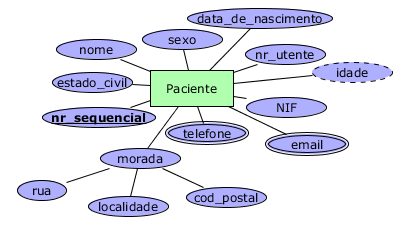 data_de_nascimento
sexo
nome
nr_utente
idade
estado_civil
Paciente
NIF
nr_sequencial
telefone
email
morada
rua
cod_postal
localidade